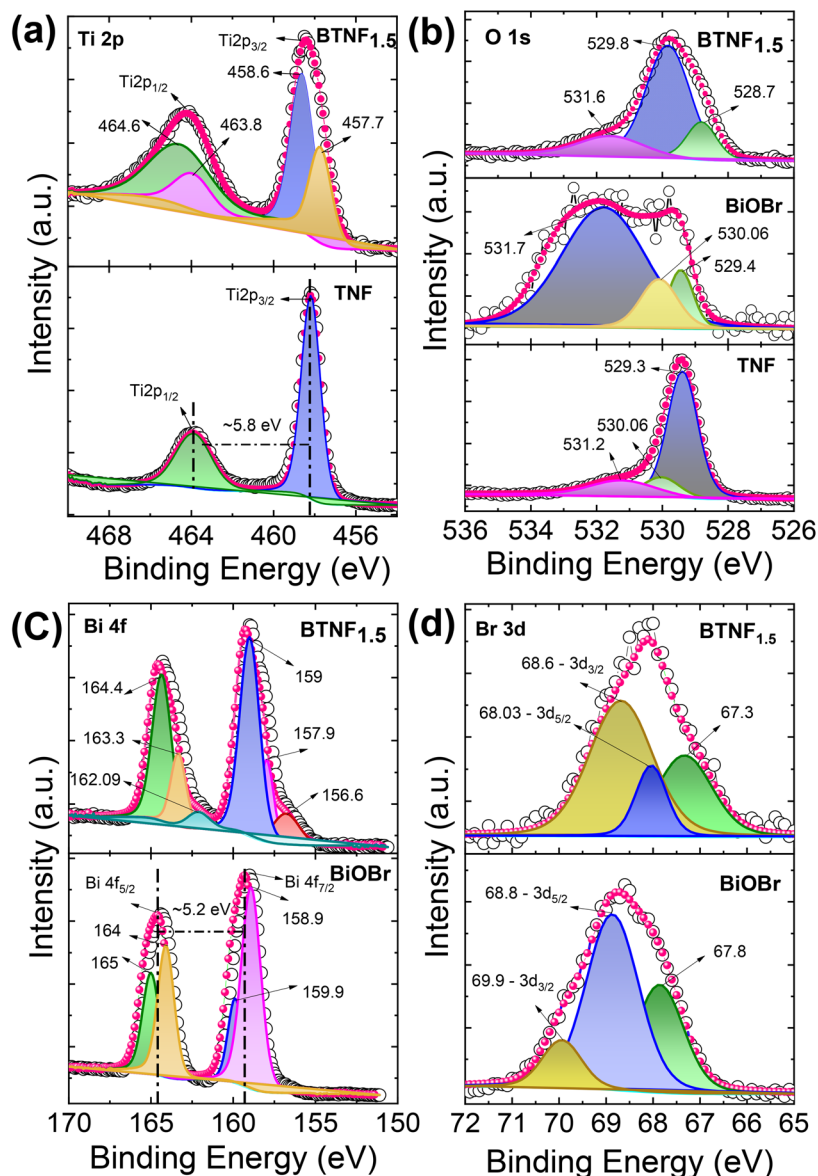 (a)
Ti 2p
Ti2p3/2
BTNF1.5
458.6
Ti2p1/2
464.6
463.8
457.7
Ti2p3/2
TNF
Ti2p1/2
~5.8 eV
468 464 460 456
Binding Energy (eV)
Intensity (a.u.)
(b)
O 1s
529.8
BTNF1.5
531.6
528.7
BiOBr
531.7
530.06
529.4
TNF
529.3
530.06
531.2
536 534 532 530 528 526
Binding Energy (eV)
Intensity (a.u.)
(C)
Bi 4f
BTNF1.5
164.4
159
163.3
157.9
162.09
156.6
BiOBr
Bi 4f5/2
~5.2 eV
Bi 4f7/2
164
158.9
165
159.9
170 165 160 155 150
Binding Energy (eV)
Intensity (a.u.)
(d)
Br 3d
BTNF1.5
68.6 - 3d3/2
68.03 - 3d5/2
67.3
BiOBr
68.8 - 3d5/2
67.8
69.9 - 3d3/2
72 71 70 69 68 67 66 65
Binding Energy (eV)
Intensity (a.u.)